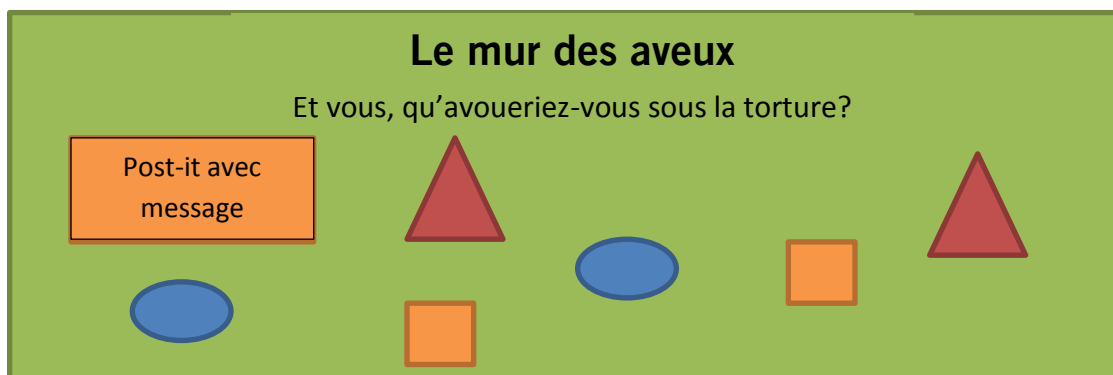 Le mur des aveux
Et vous, qu’avoueriez-vous sous la torture?
Post-it avec
message